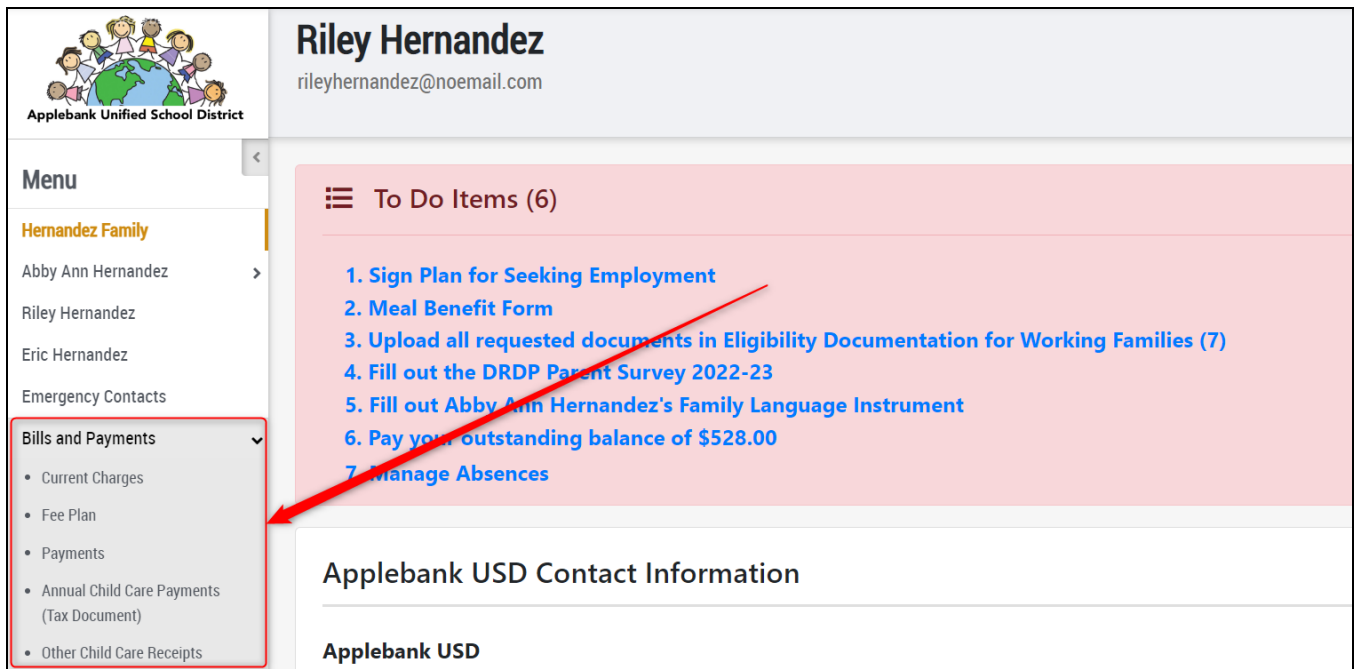 Applebank Unified School District
Riley Hernandez
rileyhernandez@noemail.com
Menu
Hernandez Family
Abby Ann Hernandez
Riley Hernandez
Eric Hernandez
Emergency Contacts
Bills and Payments
Current Charges
Fee Plan
Payments
Annual Child Care Payments
(Tax Document)
Other Child Care Receipts
To Do Items (6)
1. Sign Plan for Seeking Employment
2. Meal Benefit Form
3. Upload all requested documents in Eligibility Documentation for Working Families (7)
4. Fill out the DRDP Parent Survey 2022-23
5. Fill out Abby Ann Hernandez's Family Language Instrument
6. Pay your outstanding balance of $528.00
7. Manage Absences
Applebank USD Contact Information
Applebank USD